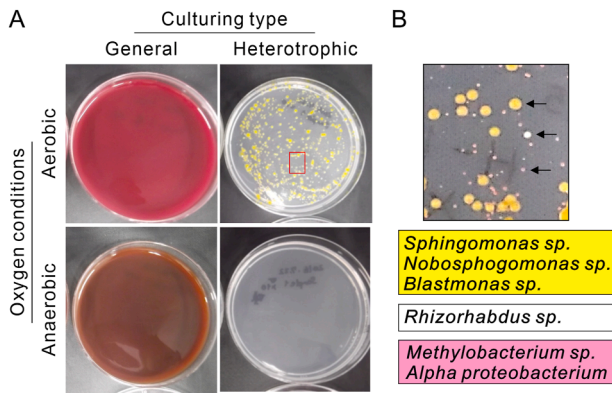 A
Culturing type
General
Heterotrophic
Oxygen conditions
Aerobic
Anaerobic
B
Sphingomonas sp.
Nobosphogomonas sp.
Blastmonas sp.
Rhizorhabdus sp.
Methylobacterium sp.
Alpha proteobacterium